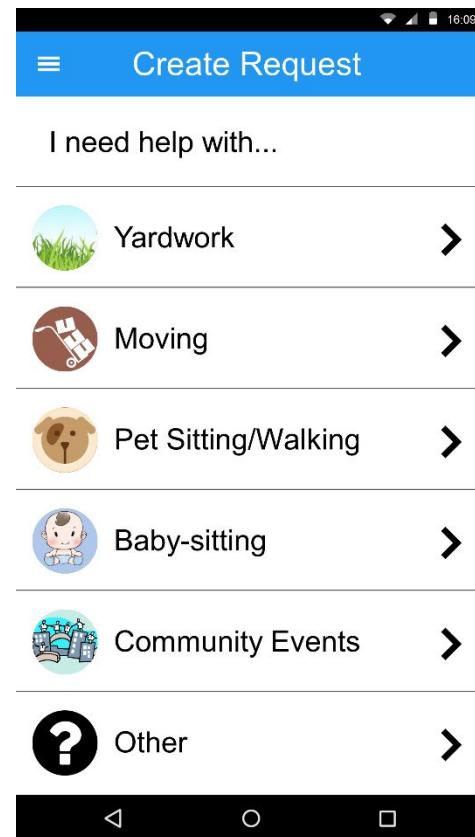 16:09
Create Request
I need help with...
Yardwork
Moving
Pet Sitting/Walking
Baby-sitting
Community Events
? Other